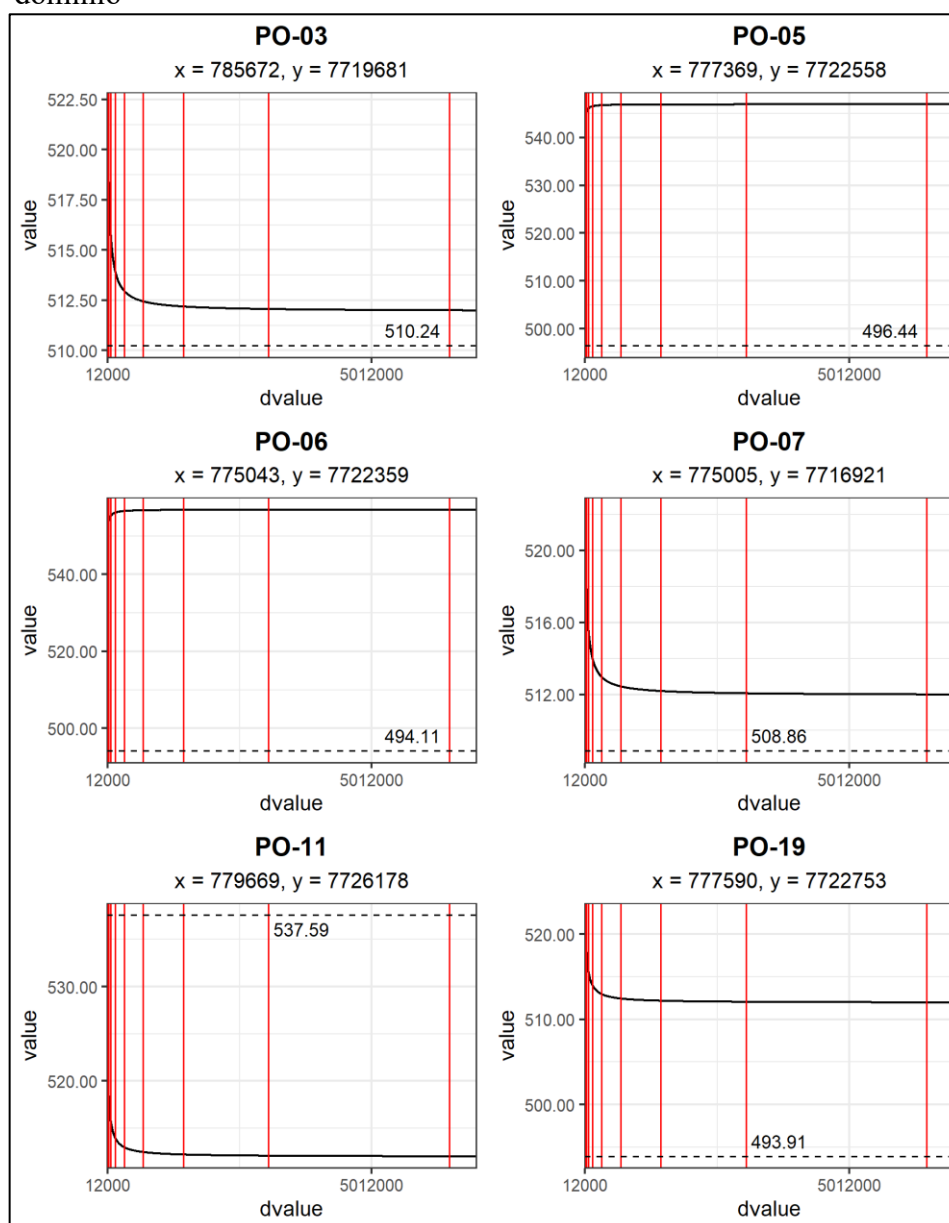 dominio
PO-03
x = 785672, y = 7719681
522.50
520.00
517.50
515.00
512.50
510.00
value
510.24
12000
5012000
dvalue
PO-05
x = 777369, y = 7722558
540.00
530.00
520.00
510.00
500.00
value
496.44
12000
5012000
dvalue
PO-06
x = 775043, y = 7722359
540.00
520.00
500.00
value
494.11
12000
5012000
dvalue
PO-07
x = 775005, y = 7716921
520.00
516.00
512.00
value
508.86
12000
5012000
dvalue
PO-11
x = 779669, y = 7726178
537.59
530.00
520.00
value
12000
5012000
dvalue
PO-19
x = 777590, y = 7722753
520.00
510.00
500.00
value
493.91
12000
5012000
dvalue